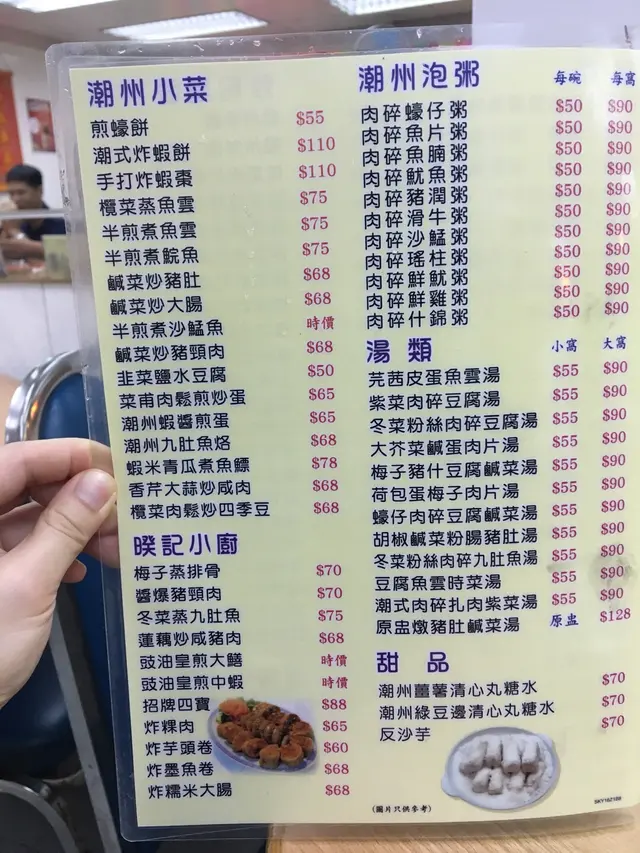 潮州小菜
煎蠔餅 $55
潮式炸蝦餅 $110
手打炸蝦棗 $110
欖菜蒸魚雲 $75
半煎煮魚雲 $75
半煎煮鯇魚 $75
鹹菜炒豬肚 $68
鹹菜炒大腸 $68
半煎煮沙鯭魚 時價
鹹菜炒豬頸肉 $68
韭菜鹽水豆腐 $50
菜甫肉鬆煎炒蛋 $65
潮州蝦醬煎蛋 $65
潮州九肚魚烙 $68
蝦米青瓜煮魚鰾 $78
香芹大蒜炒咸肉 $68
欖菜肉鬆炒四季豆 $68
暌記小廚
梅子蒸排骨 $70
醬爆豬頸肉 $70
冬菜蒸九肚魚 $75
蓮藕炒咸豬肉 $68
豉油皇煎大鱔 時價
豉油皇煎中蝦 時價
招牌四寶 $88
炸粿肉 $65
炸芋頭卷 $60
炸墨魚卷 $68
炸糯米大腸 $68
潮州泡粥 每碗 每窩
肉碎蠔仔粥 $50 $90
肉碎魚片粥 $50 $90
肉碎魚腩粥 $50 $90
肉碎魷魚粥 $50 $90
肉碎豬潤粥 $50 $90
肉碎滑牛粥 $50 $90
肉碎沙鯭粥 $50 $90
肉碎瑤柱粥 $50 $90
肉碎鮮魷粥 $50 $90
肉碎鮮雞粥 $50 $90
肉碎什錦粥 $50 $90
湯類 小窩 大窩
芫茜皮蛋魚雲湯 $55 $90
紫菜肉碎豆腐湯 $55 $90
冬菜粉絲肉碎豆腐湯 $55 $90
大芥菜鹹蛋肉片湯 $55 $90
梅子豬什豆腐鹹菜湯 $55 $90
荷包蛋梅子肉片湯 $55 $90
蠔仔肉碎豆腐鹹菜湯 $55 $90
胡椒鹹菜粉腸豬肚湯 $55 $90
冬菜粉絲肉碎九肚魚湯 $55 $90
豆腐魚雲時菜湯 $55 $90
潮式肉碎扎肉紫菜湯 $55 $90
原盅燉豬肚鹹菜湯 原盅 $128
甜品
潮州薑薯清心丸糖水 $70
潮州綠豆邊清心丸糖水 $70
反沙芋 $70
(圖片只供參考)